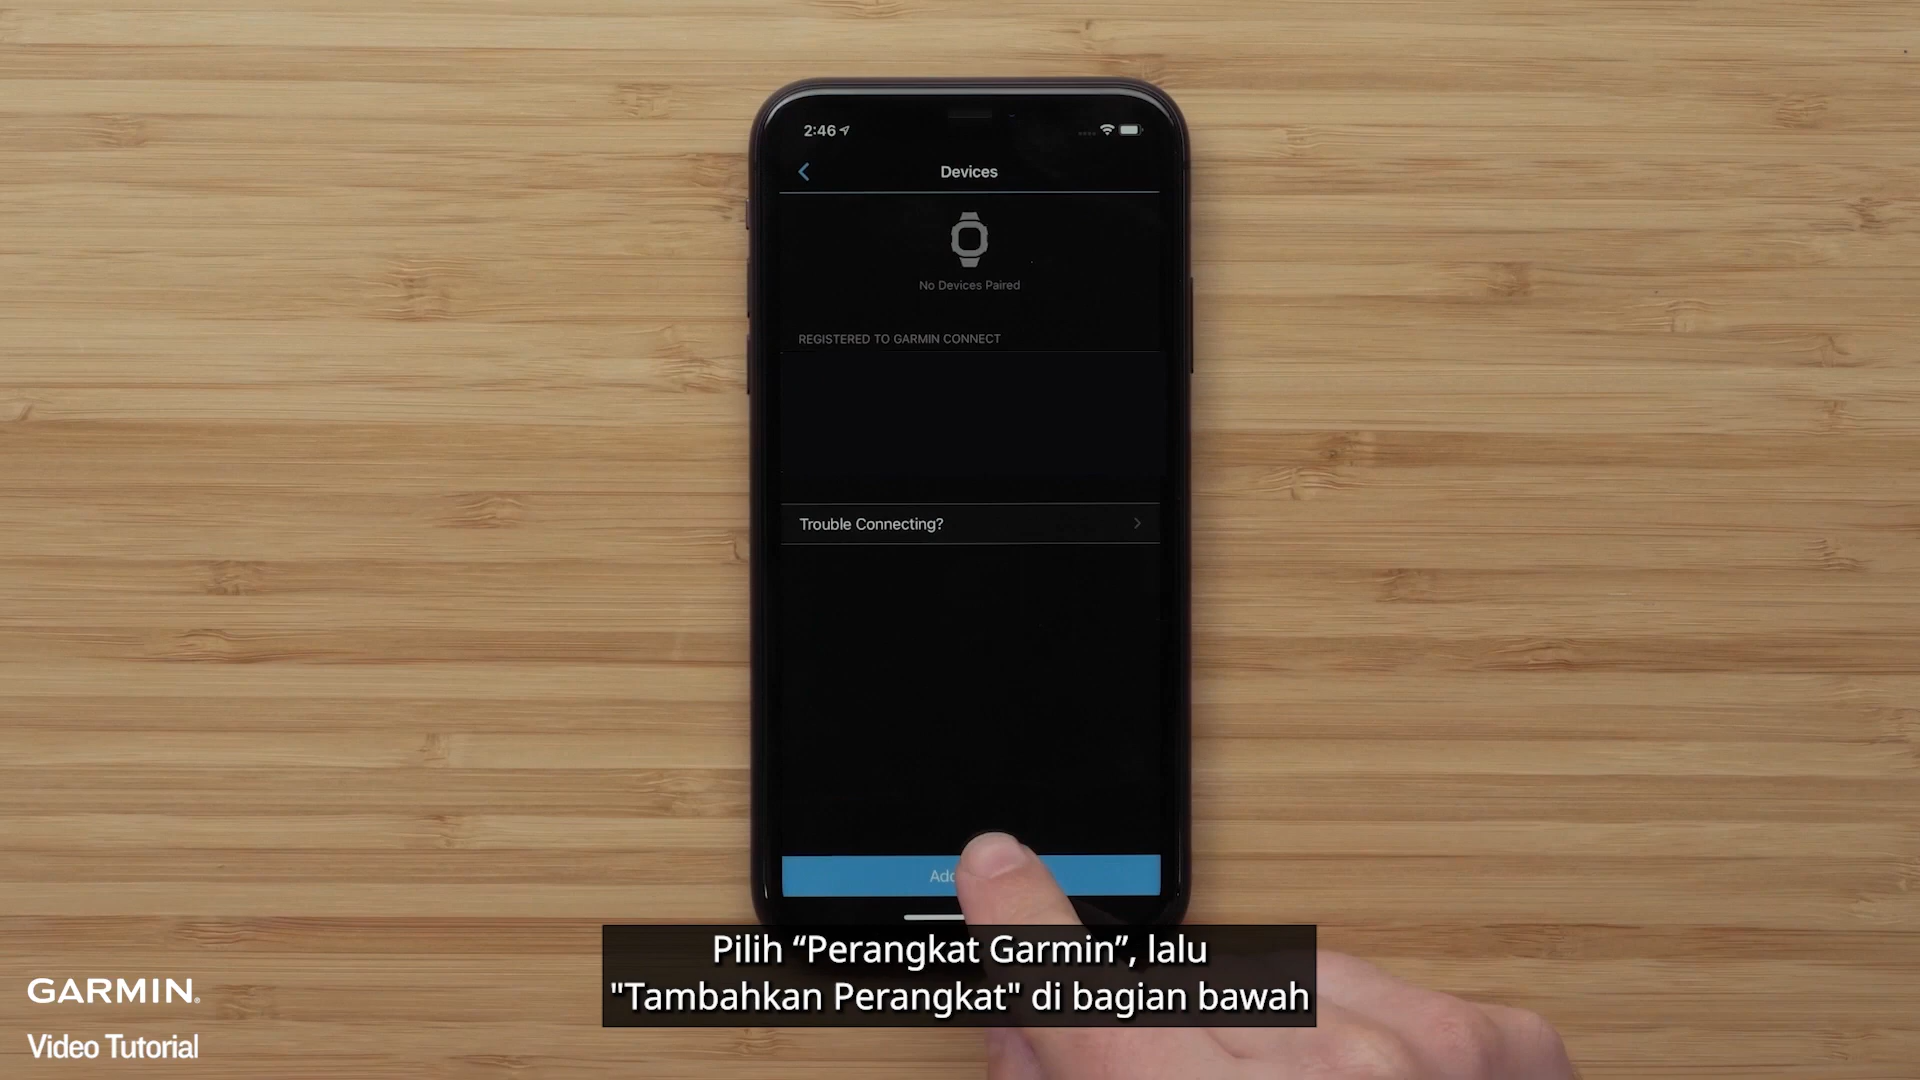 2:46
Devices
No Devices Paired
REGISTERED TO GARMIN CONNECT
Trouble Connecting?
Pilih “Perangkat Garmin”, lalu
"Tambahkan Perangkat" di bagian bawah
GARMIN®
Video Tutorial